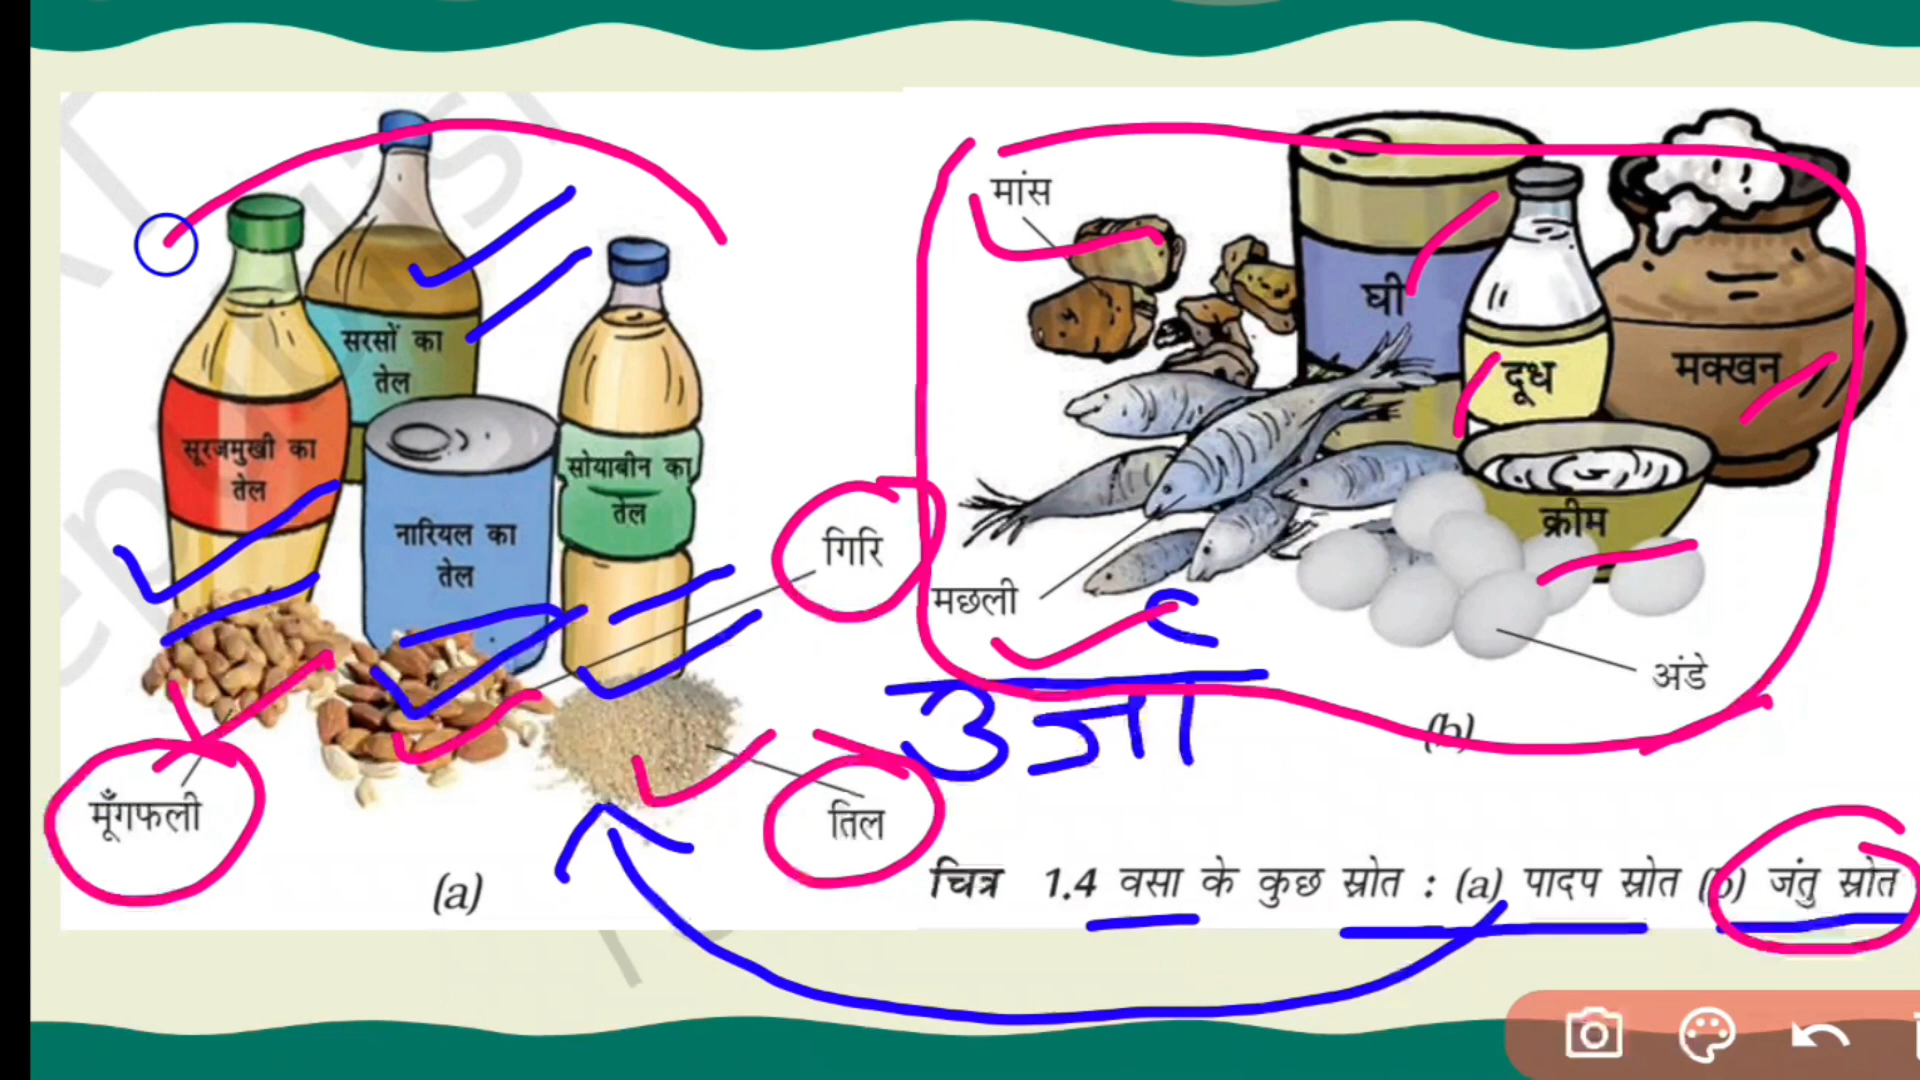 सरसों का
तेल
सूरजमुखी का
तेल
नारियल का
तेल
सोयाबीन का
तेल
गिरि
मूँगफली
तिल
(a)
मांस
घी
दूध
मक्खन
क्रीम
मछली
अंडे
(b)
ऊर्जा
चित्र 1.4 वसा के कुछ स्रोत : (a) पादप स्रोत (b) जंतु स्रोत